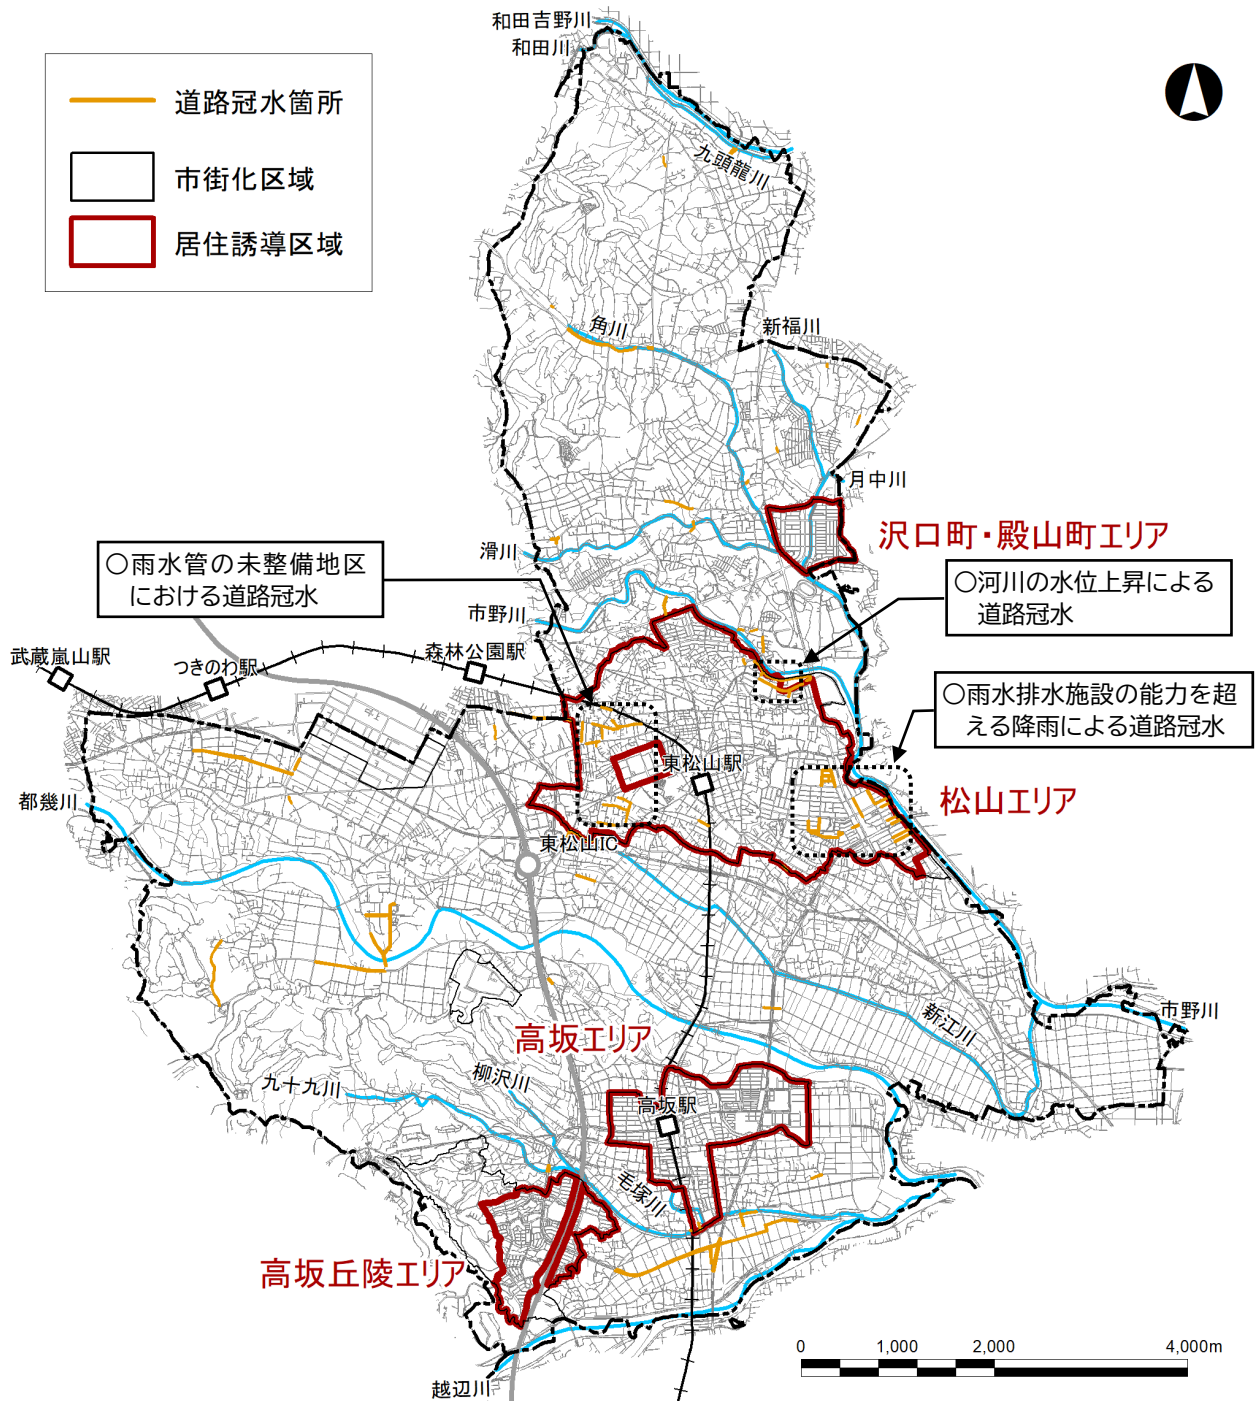 和田吉野川
和田川
道路冠水箇所
市街化区域
居住誘導区域
九頭龍川
角川
新福川
月中川
沢口町・殿山町エリア
滑川
○雨水管の未整備地区
における道路冠水
○河川の水位上昇による
道路冠水
市野川
武蔵嵐山駅
つきのわ駅
森林公園駅
○雨水排水施設の能力を超
える降雨による道路冠水
東松山駅
都幾川
松山エリア
東松山IC
新江川
市野川
高坂エリア
九十九川
柳沢川
高坂駅
毛塚川
高坂丘陵エリア
越辺川
0 1,000 2,000 4,000m